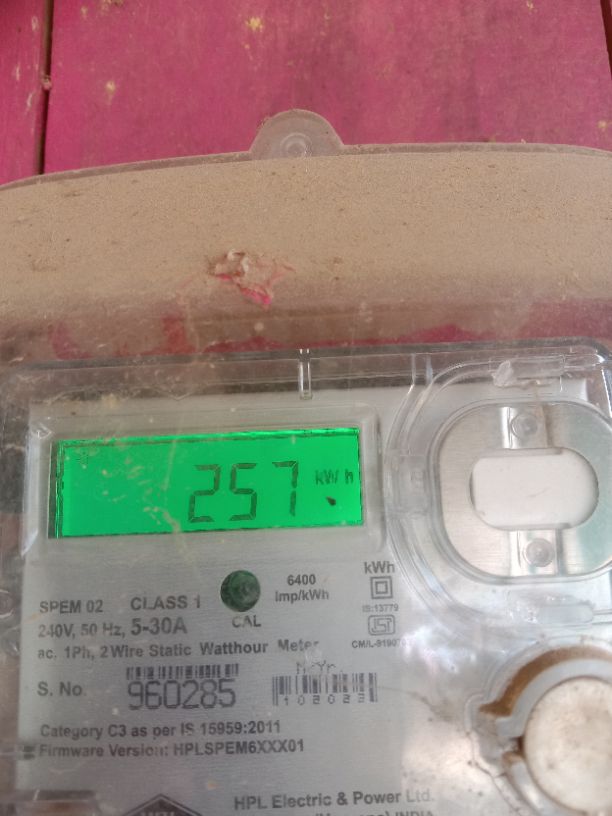 257 kWh
SPEM 02 CLASS 1
6400
Imp/kWh
kWh
IS:13779
240V, 50 Hz, 5-30A
CAL
ac. 1Ph, 2Wire Static Watthour Meter
S. No. 960285
Category C3 as per IS 15959:2011
Firmware Version: HPLSPEM6XXX01
HPL Electric & Power Ltd.